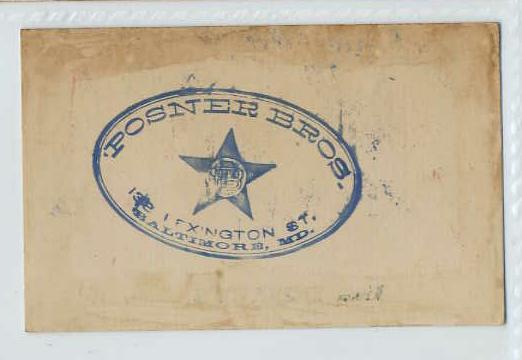 POSNER BROS.
LEXINGTON ST.
BALTIMORE, MD.